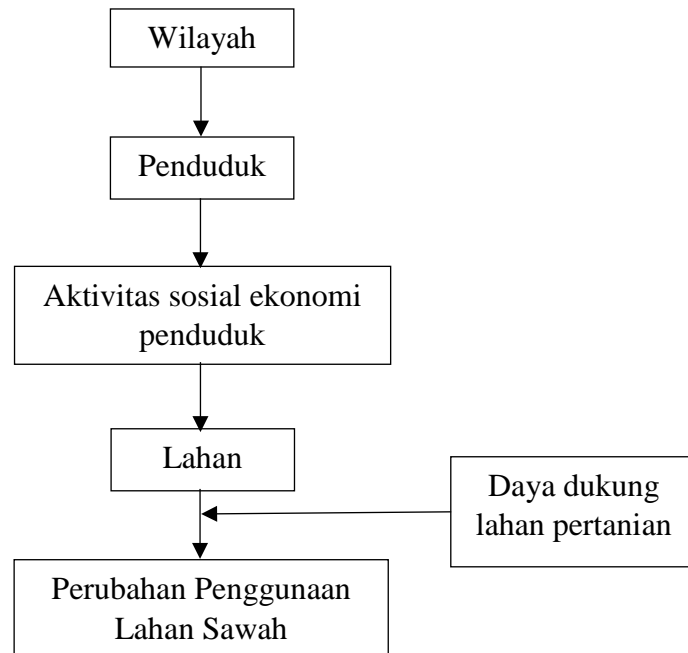 Wilayah
Penduduk
Aktivitas sosial ekonomi
penduduk
Lahan
Daya dukung
lahan pertanian
Perubahan Penggunaan
Lahan Sawah